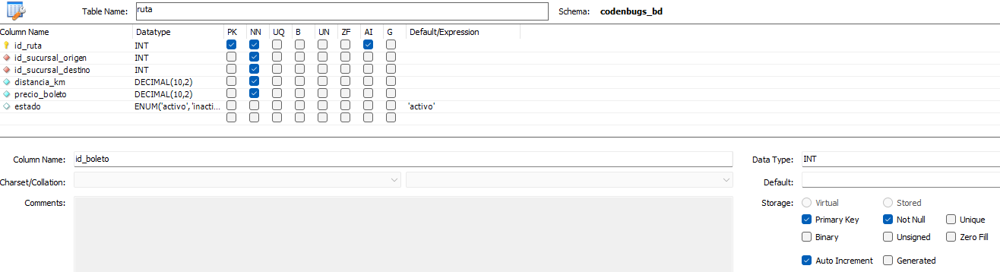 Table Name: ruta Schema: codenbugs_bd
Column Name Datatype PK NN UQ B UN ZF AI G Default/Expression
id_ruta INT
id_sucursal_origen INT
id_sucursal_destino INT
distancia_km DECIMAL(10,2)
precio_boleto DECIMAL(10,2)
estado ENUM('activo','inacti... 'activo'
Column Name: id_boleto Data Type: INT
Charset/Collation: Default:
Comments: Storage: Virtual Stored
Primary Key Not Null Unique
Binary Unsigned Zero Fill
Auto Increment Generated